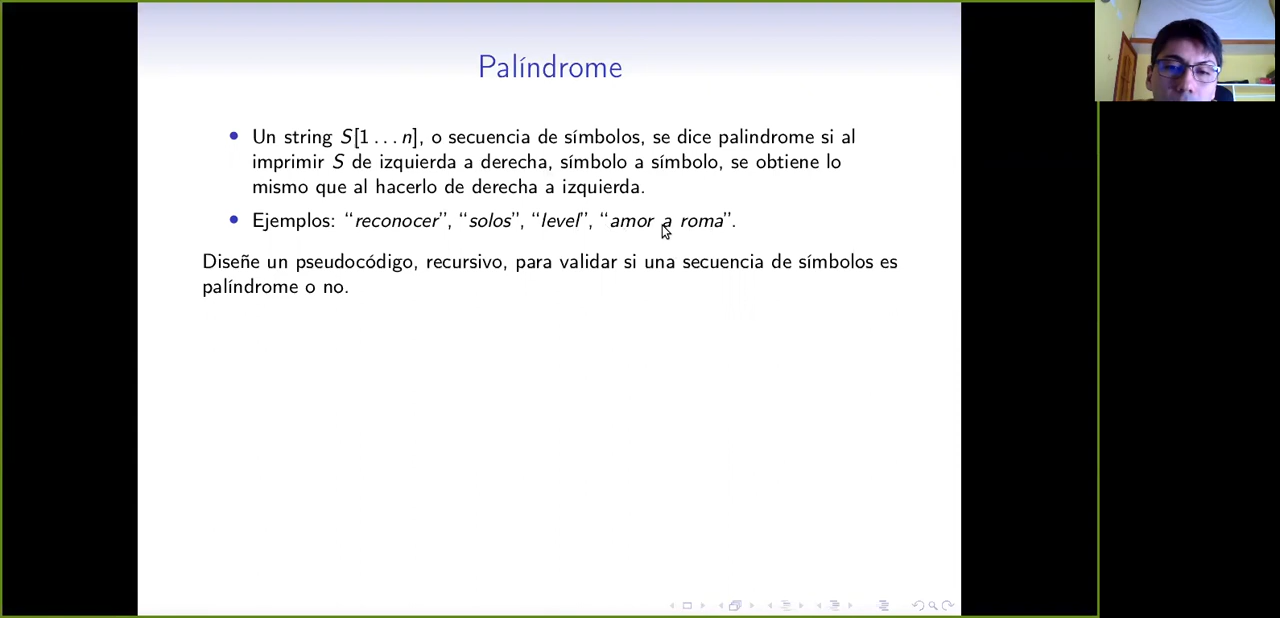 Palíndrome
• Un string S[1 . . . n], o secuencia de símbolos, se dice palindrome si al
imprimir S de izquierda a derecha, símbolo a símbolo, se obtiene lo
mismo que al hacerlo de derecha a izquierda.
• Ejemplos: “reconocer”, “solos”, “level”, “amor a roma”.
Diseñe un pseudocódigo, recursivo, para validar si una secuencia de símbolos es
palíndrome o no.